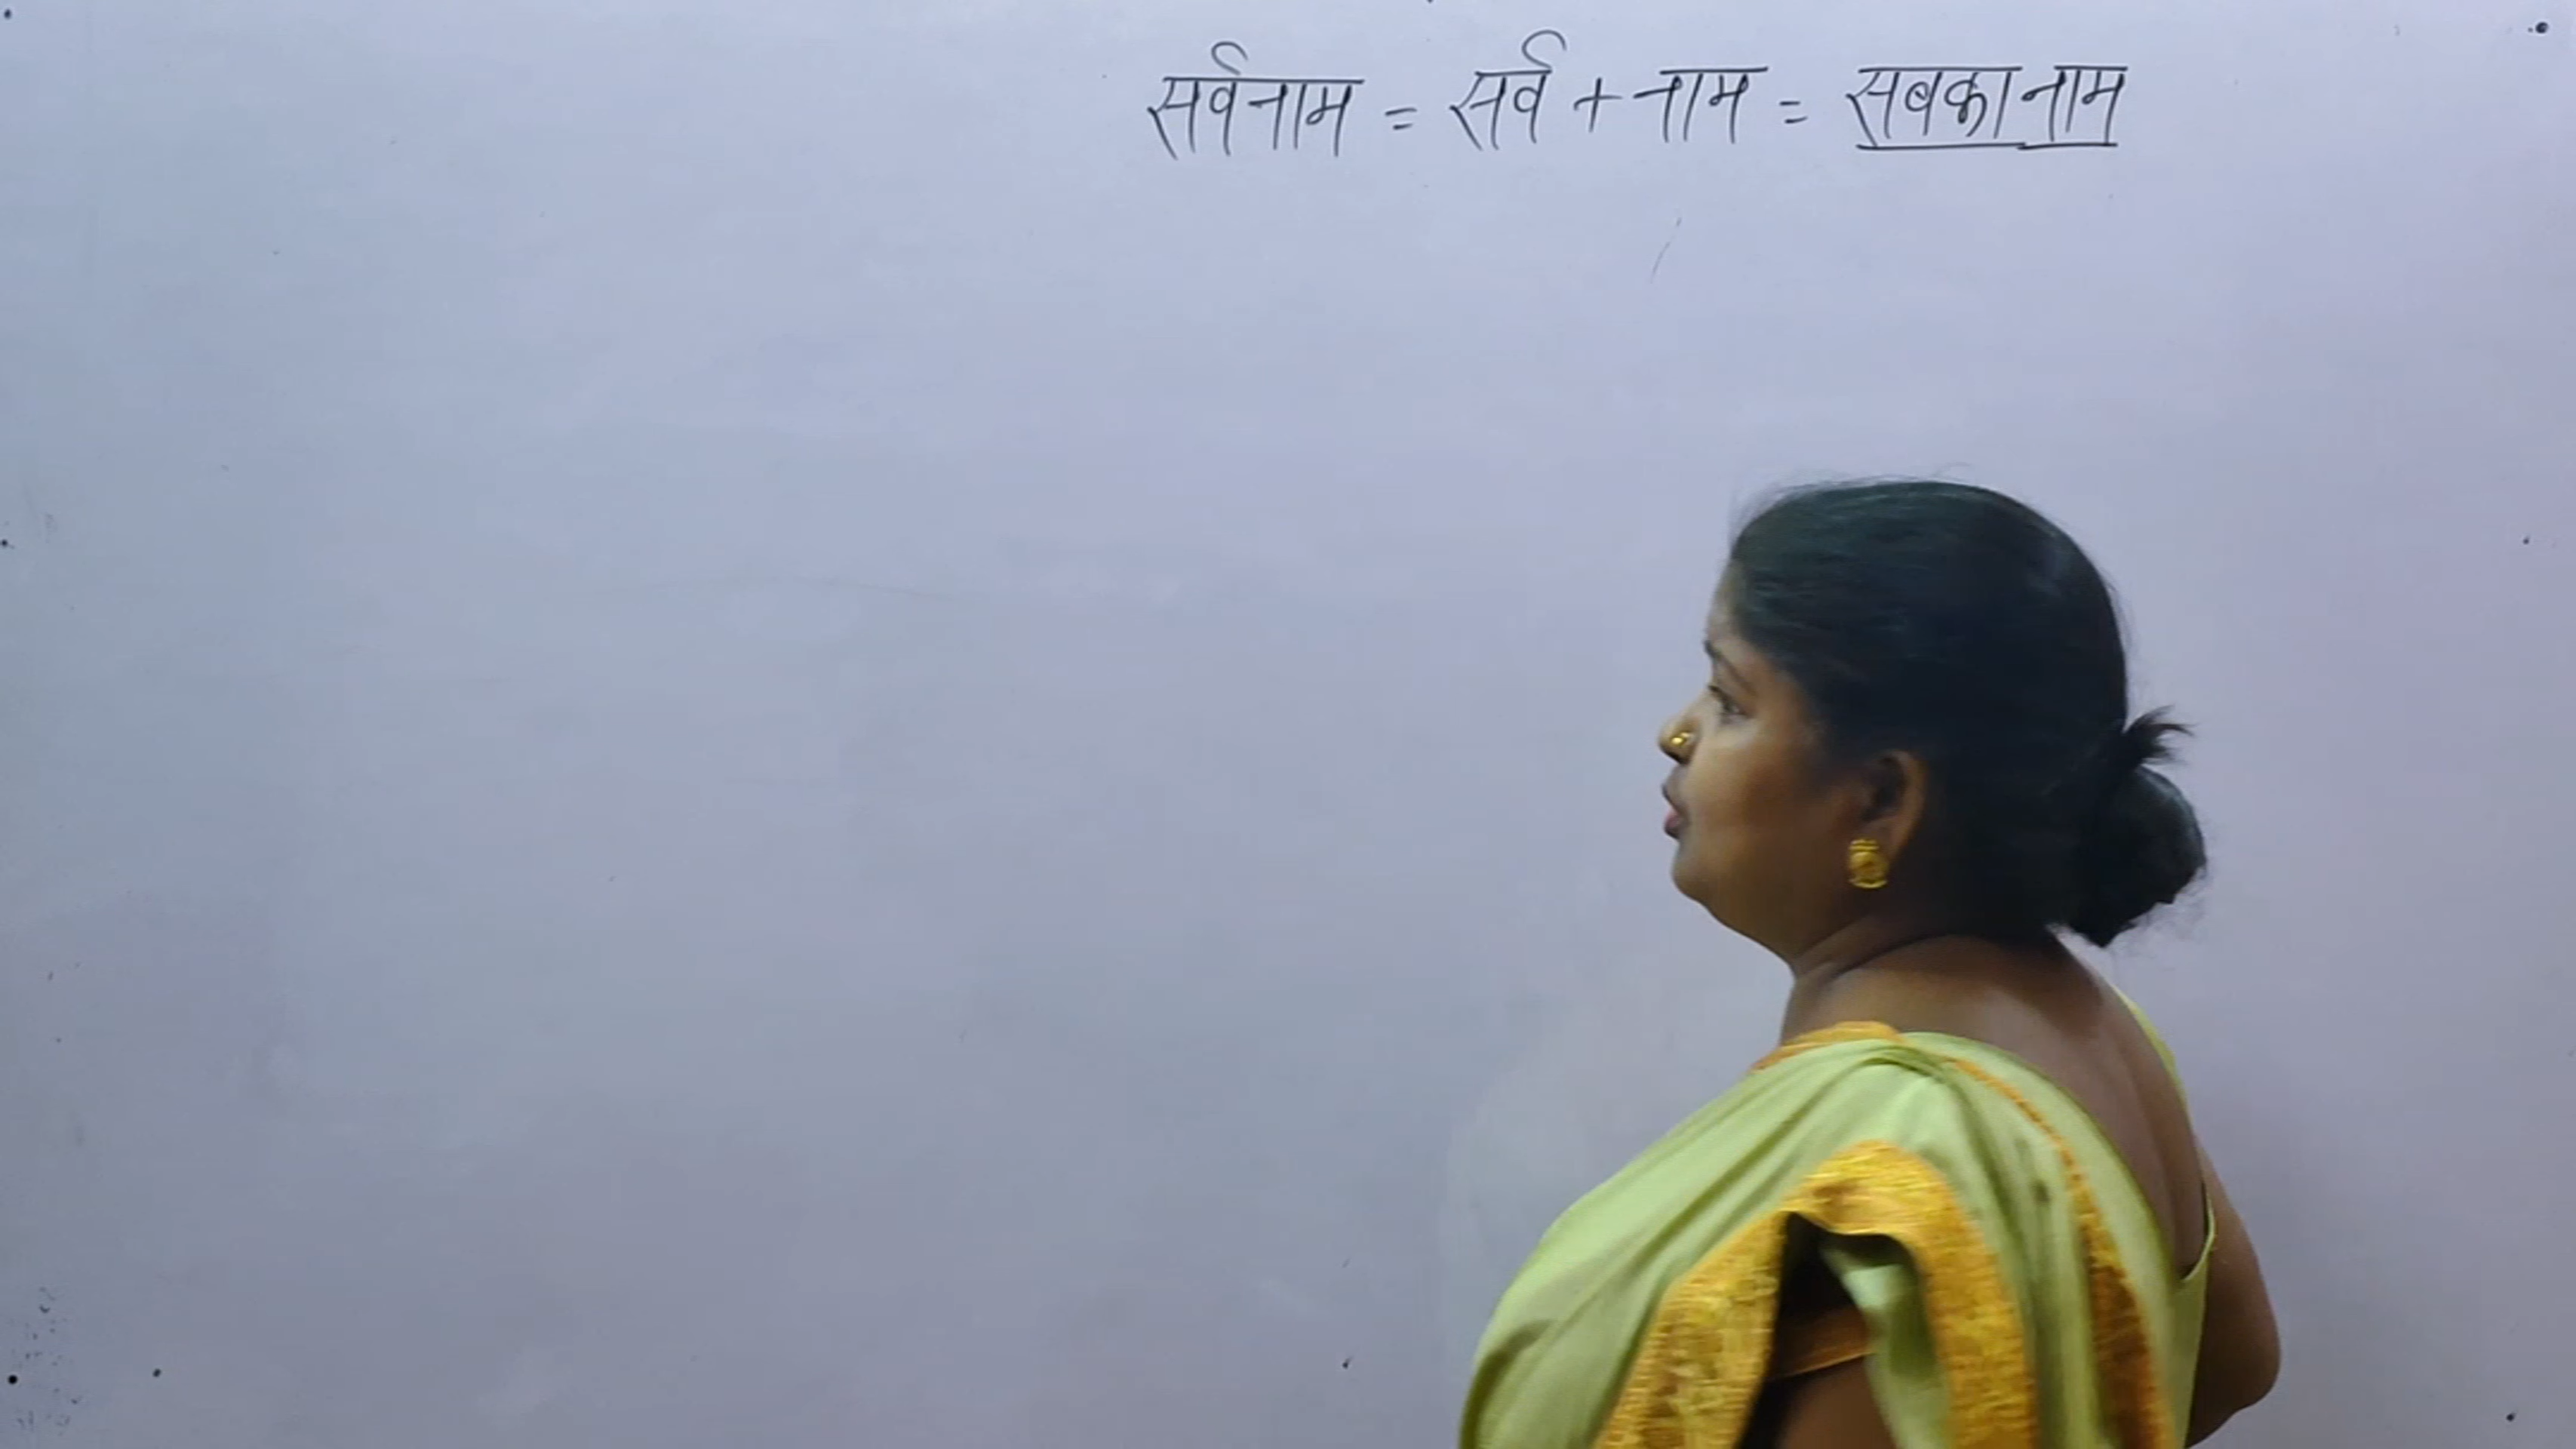 सर्वनाम = सर्व + नाम = सबका नाम